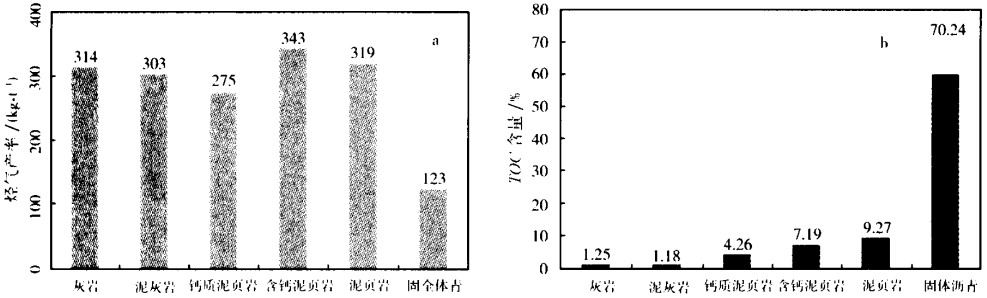 400
300
200
100
0
烃气产率/(kg·t⁻¹)
a
314
303
275
343
319
123
灰岩
泥灰岩
钙质泥页岩
含钙泥页岩
泥页岩
80
70
60
50
40
30
20
10
0
TOC含量/%
b
1.25
1.18
4.26
7.19
9.27
70.24
灰岩
泥灰岩
钙质泥页岩
含钙泥页岩
泥页岩
固体沥青